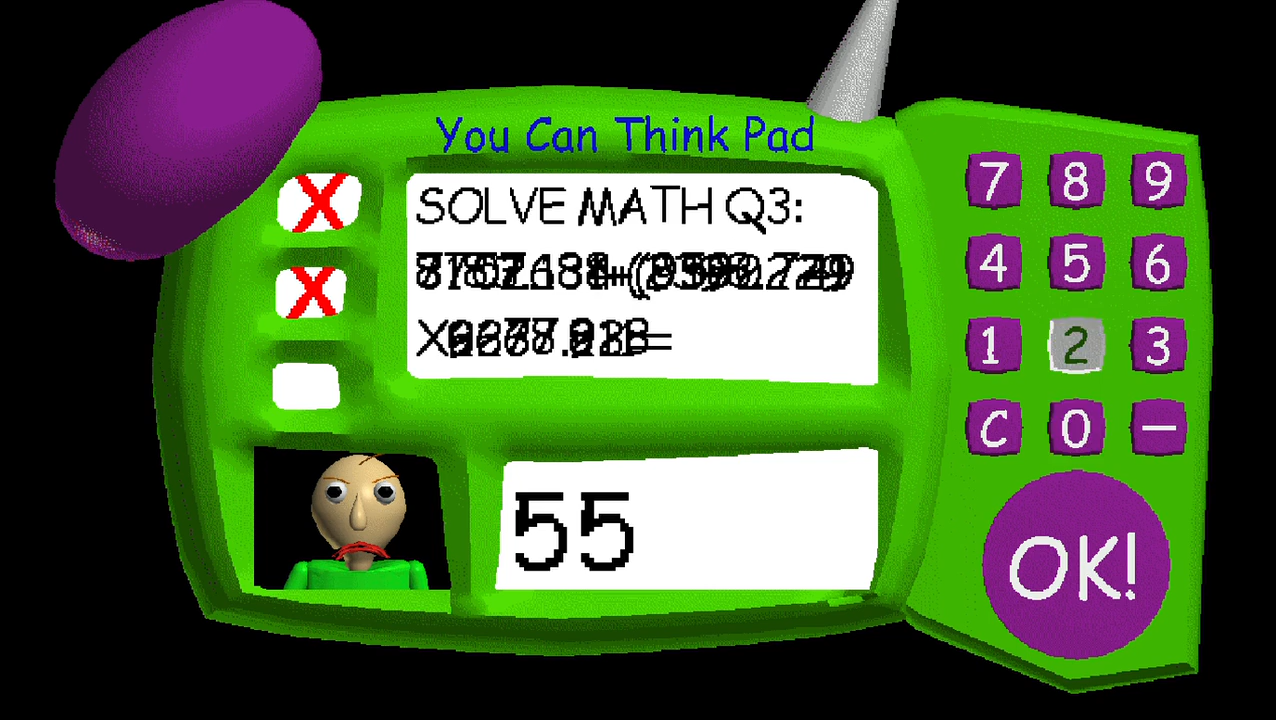 You Can Think Pad
SOLVE MATH Q3:
X
=
55
7 8 9
4 5 6
1 2 3
C 0 −
OK!